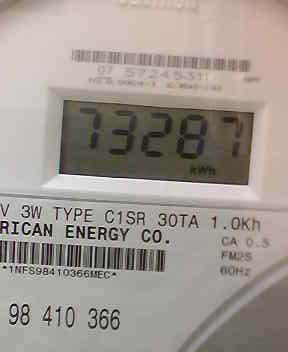 07 57245311
73287
kWh
V 3W TYPE C1SR 30TA 1.0Kh
RICAN ENERGY CO.
CA 0.5
FM2S
60Hz
*1NFS98410366MEC*
98 410 366